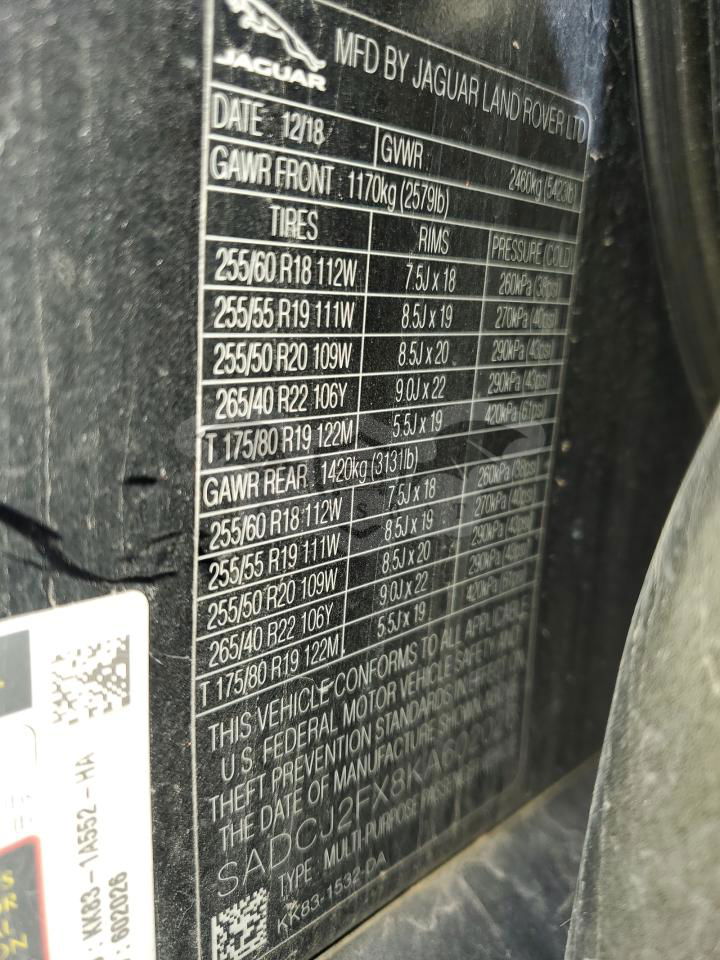 JAGUAR
MFD BY JAGUAR LAND ROVER LTD
DATE 12/18 GVWR 2460kg (5423lb)
GAWR FRONT 1170kg (2579lb)
TIRES RIMS PRESSURE (COLD)
255/60 R18 112W 7.5J x 18 260kPa (38psi)
255/55 R19 111W 8.5J x 19 270kPa (40psi)
255/50 R20 109W 8.5J x 20 290kPa (43psi)
265/40 R22 106Y 9.0J x 22 290kPa (43psi)
T 175/80 R19 122M 5.5J x 19 420kPa (61psi)
GAWR REAR 1420kg (3131lb)
255/60 R18 112W 7.5J x 18 260kPa (38psi)
255/55 R19 111W 8.5J x 19 270kPa (40psi)
255/50 R20 109W 8.5J x 20 290kPa (43psi)
265/40 R22 106Y 9.0J x 22 290kPa (43psi)
T 175/80 R19 122M 5.5J x 19 420kPa (61psi)
THIS VEHICLE CONFORMS TO ALL APPLICABLE
U.S. FEDERAL MOTOR VEHICLE SAFETY AND
THEFT PREVENTION STANDARDS IN EFFECT ON
THE DATE OF MANUFACTURE SHOWN ABOVE
TYPE MULTI-PURPOSE PASSENGER
KK83-1532-DA
KK83-1A552-HA
: 602026